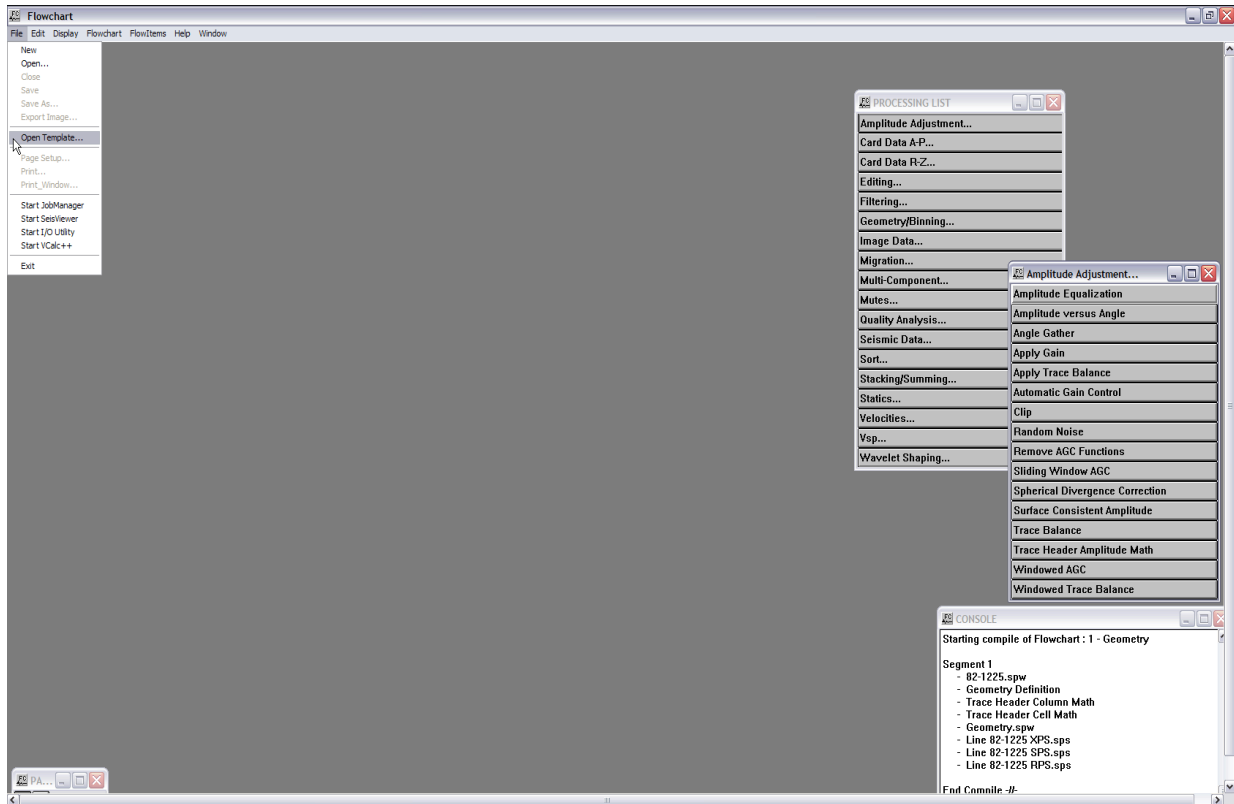 Flowchart
File Edit Display Flowchart FlowItems Help Window
New
Open...
Close
Save
Save As...
Export Image...
Open Template...
Page Setup...
Print...
Print_Window...
Start JobManager
Start SeisViewer
Start I/O Utility
Start VCalc++
Exit
PROCESSING LIST
Amplitude Adjustment...
Card Data A-P...
Card Data R-Z...
Editing...
Filtering...
Geometry/Binning...
Image Data...
Migration...
Multi-Component...
Mutes...
Quality Analysis...
Seismic Data...
Sort...
Stacking/Summing...
Statics...
Velocities...
Vsp...
Wavelet Shaping...
Amplitude Adjustment...
Amplitude Equalization
Amplitude versus Angle
Angle Gather
Apply Gain
Apply Trace Balance
Automatic Gain Control
Clip
Random Noise
Remove AGC Functions
Sliding Window AGC
Spherical Divergence Correction
Surface Consistent Amplitude
Trace Balance
Trace Header Amplitude Math
Windowed AGC
Windowed Trace Balance
CONSOLE
Starting compile of Flowchart : 1 - Geometry
Segment 1
- 82-1225.spw
- Geometry Definition
- Trace Header Column Math
- Trace Header Cell Math
- Geometry.spw
- Line 82-1225 XPS.sps
- Line 82-1225 SPS.sps
- Line 82-1225 RPS.sps
End Compile -//-
PA...